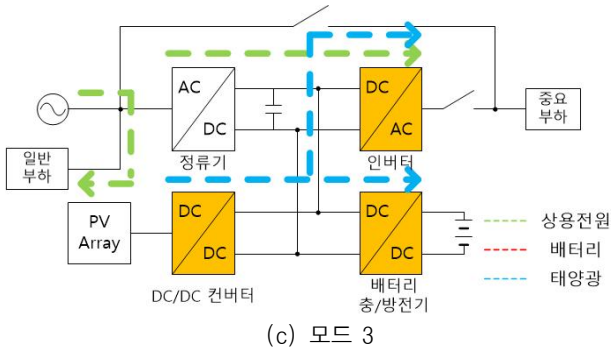 AC
DC
정류기
DC
AC
인버터
중요
부하
일반
부하
PV
Array
DC
DC
DC/DC 컨버터
DC
DC
배터리
충/방전기
상용전원
배터리
태양광
(c) 모드 3